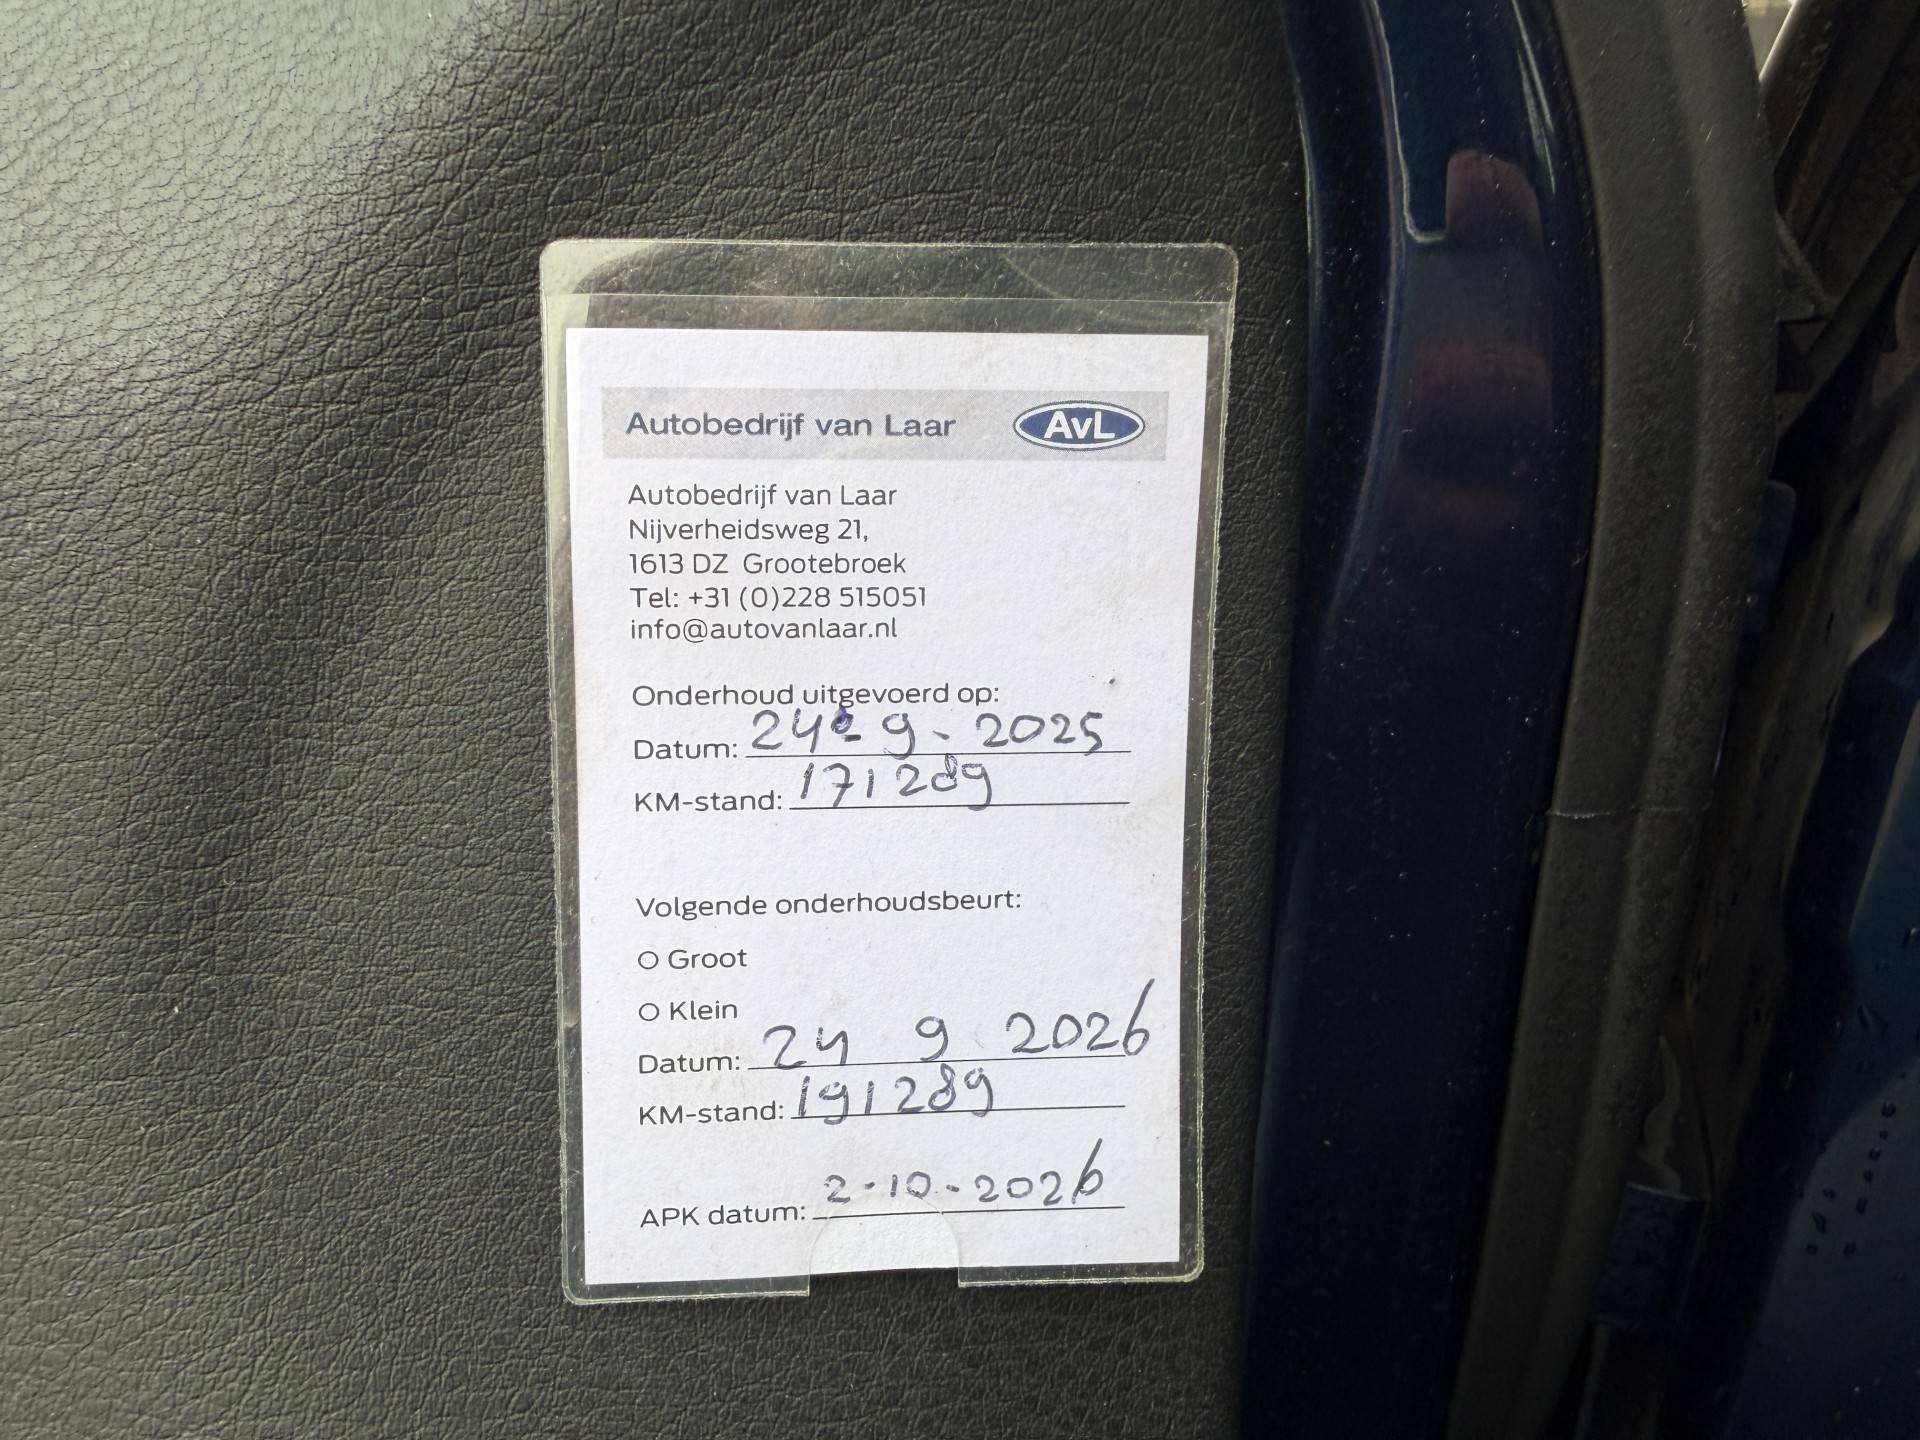 Autobedrijf van Laar AvL
Autobedrijf van Laar
Nijverheidsweg 21,
1613 DZ Grootebroek
Tel: +31 (0)228 515051
info@autovanlaar.nl
Onderhoud uitgevoerd op:
Datum: 24-9-2025
KM-stand: 171289
Volgende onderhoudsbeurt:
O Groot
O Klein
Datum: 24 9 2026
KM-stand: 191289
APK datum: 2-10-2026